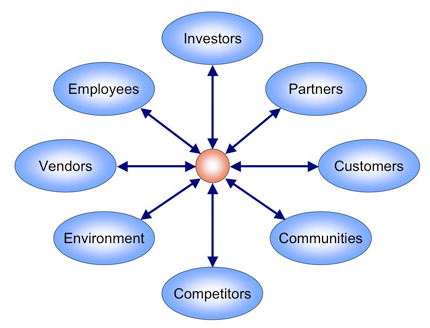 Investors
Employees
Partners
Vendors
Customers
Environment
Communities
Competitors